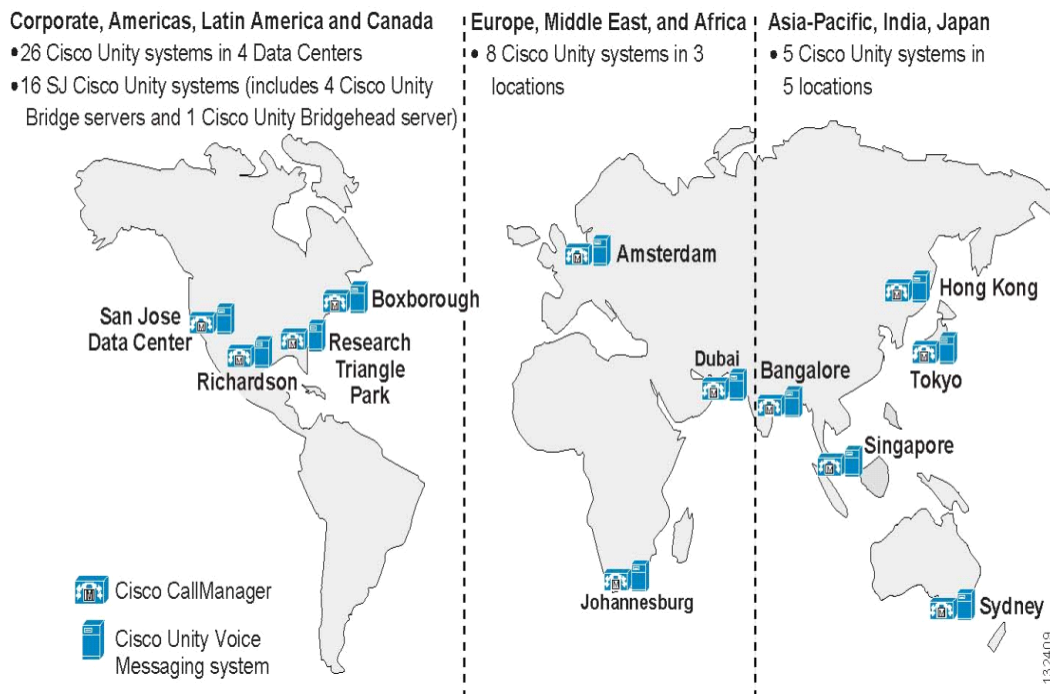 Corporate, Americas, Latin America and Canada
•26 Cisco Unity systems in 4 Data Centers
•16 SJ Cisco Unity systems (includes 4 Cisco Unity
Bridge servers and 1 Cisco Unity Bridgehead server)
Europe, Middle East, and Africa
• 8 Cisco Unity systems in 3
locations
Asia-Pacific, India, Japan
• 5 Cisco Unity systems in
5 locations
San Jose
Data Center
Richardson
Boxborough
Research
Triangle
Park
Amsterdam
Dubai
Johannesburg
Bangalore
Hong Kong
Tokyo
Singapore
Sydney
M
M
M
M
M
M
M
M
M
M
M
M
Cisco CallManager
M
Cisco Unity Voice
Messaging system
132409